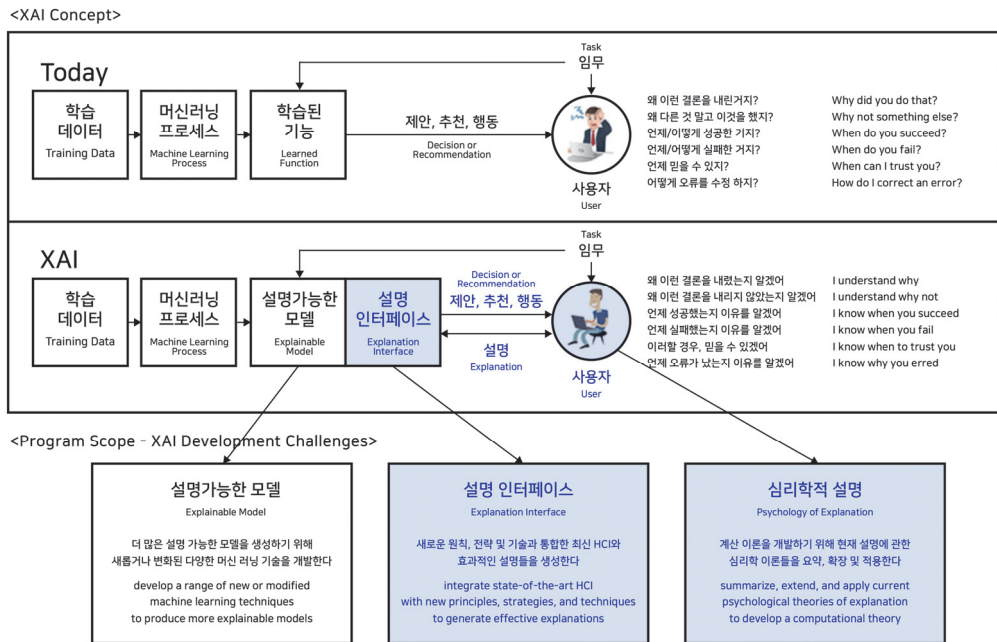 <XAI Concept>
Today
Task
임무
학습
데이터
Training Data
머신러닝
프로세스
Machine Learning
Process
학습된
기능
Learned
Function
제안, 추천, 행동
Decision or
Recommendation
사용자
User
왜 이런 결론을 내린거지?
왜 다른 것 말고 이것을 했지?
언제/어떻게 성공한 거지?
언제/어떻게 실패한 거지?
언제 믿을 수 있지?
어떻게 오류를 수정 하지?
Why did you do that?
Why not something else?
When do you succeed?
When do you fail?
When can I trust you?
How do I correct an error?
XAI
Task
임무
학습
데이터
Training Data
머신러닝
프로세스
Machine Learning
Process
설명가능한
모델
Explainable
Model
설명
인터페이스
Explanation
Interface
Decision or
Recommendation
제안, 추천, 행동
설명
Explanation
사용자
User
왜 이런 결론을 내렸는지 알겠어
왜 이런 결론을 내리지 않았는지 알겠어
언제 성공했는지 이유를 알겠어
언제 실패했는지 이유를 알겠어
이러할 경우, 믿을 수 있겠어
언제 오류가 났는지 이유를 알겠어
I understand why
I understand why not
I know when you succeed
I know when you fail
I know when to trust you
I know why you erred
<Program Scope - XAI Development Challenges>
설명가능한 모델
Explainable Model
더 많은 설명 가능한 모델을 생성하기 위해
새롭거나 변화된 다양한 머신 러닝 기술을 개발한다
develop a range of new or modified
machine learning techniques
to produce more explainable models
설명 인터페이스
Explanation Interface
새로운 원칙, 전략 및 기술과 통합한 최신 HCI와
효과적인 설명들을 생성한다
integrate state-of-the-art HCI
with new principles, strategies, and techniques
to generate effective explanations
심리학적 설명
Psychology of Explanation
계산 이론을 개발하기 위해 현재 설명에 관한
심리학 이론들을 요약, 확장 및 적용한다
summarize, extend, and apply current
psychological theories of explanation
to develop a computational theory